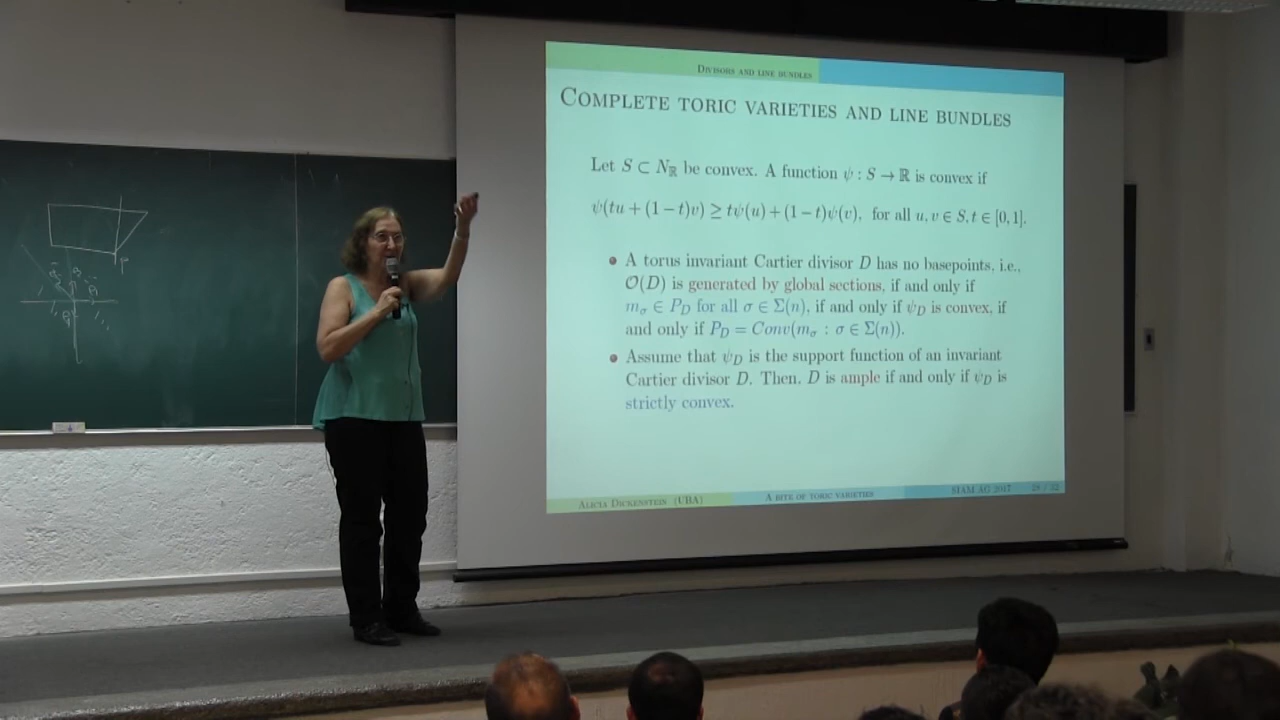 DIVISORS AND LINE BUNDLES
COMPLETE TORIC VARIETIES AND LINE BUNDLES
Let S ⊂ Nℝ be convex. A function ψ : S → ℝ is convex if
ψ(tu + (1 − t)v) ≥ tψ(u) + (1 − t)ψ(v), for all u, v ∈ S, t ∈ [0, 1].
• A torus invariant Cartier divisor D has no basepoints, i.e.,
O(D) is generated by global sections, if and only if
m_σ ∈ P_D for all σ ∈ Σ(n), if and only if ψ_D is convex, if
and only if P_D = Conv(m_σ : σ ∈ Σ(n)).
• Assume that ψ_D is the support function of an invariant
Cartier divisor D. Then, D is ample if and only if ψ_D is
strictly convex.
ALICIA DICKENSTEIN (UBA) A BITE OF TORIC VARIETIES SIAM AG 2017
P